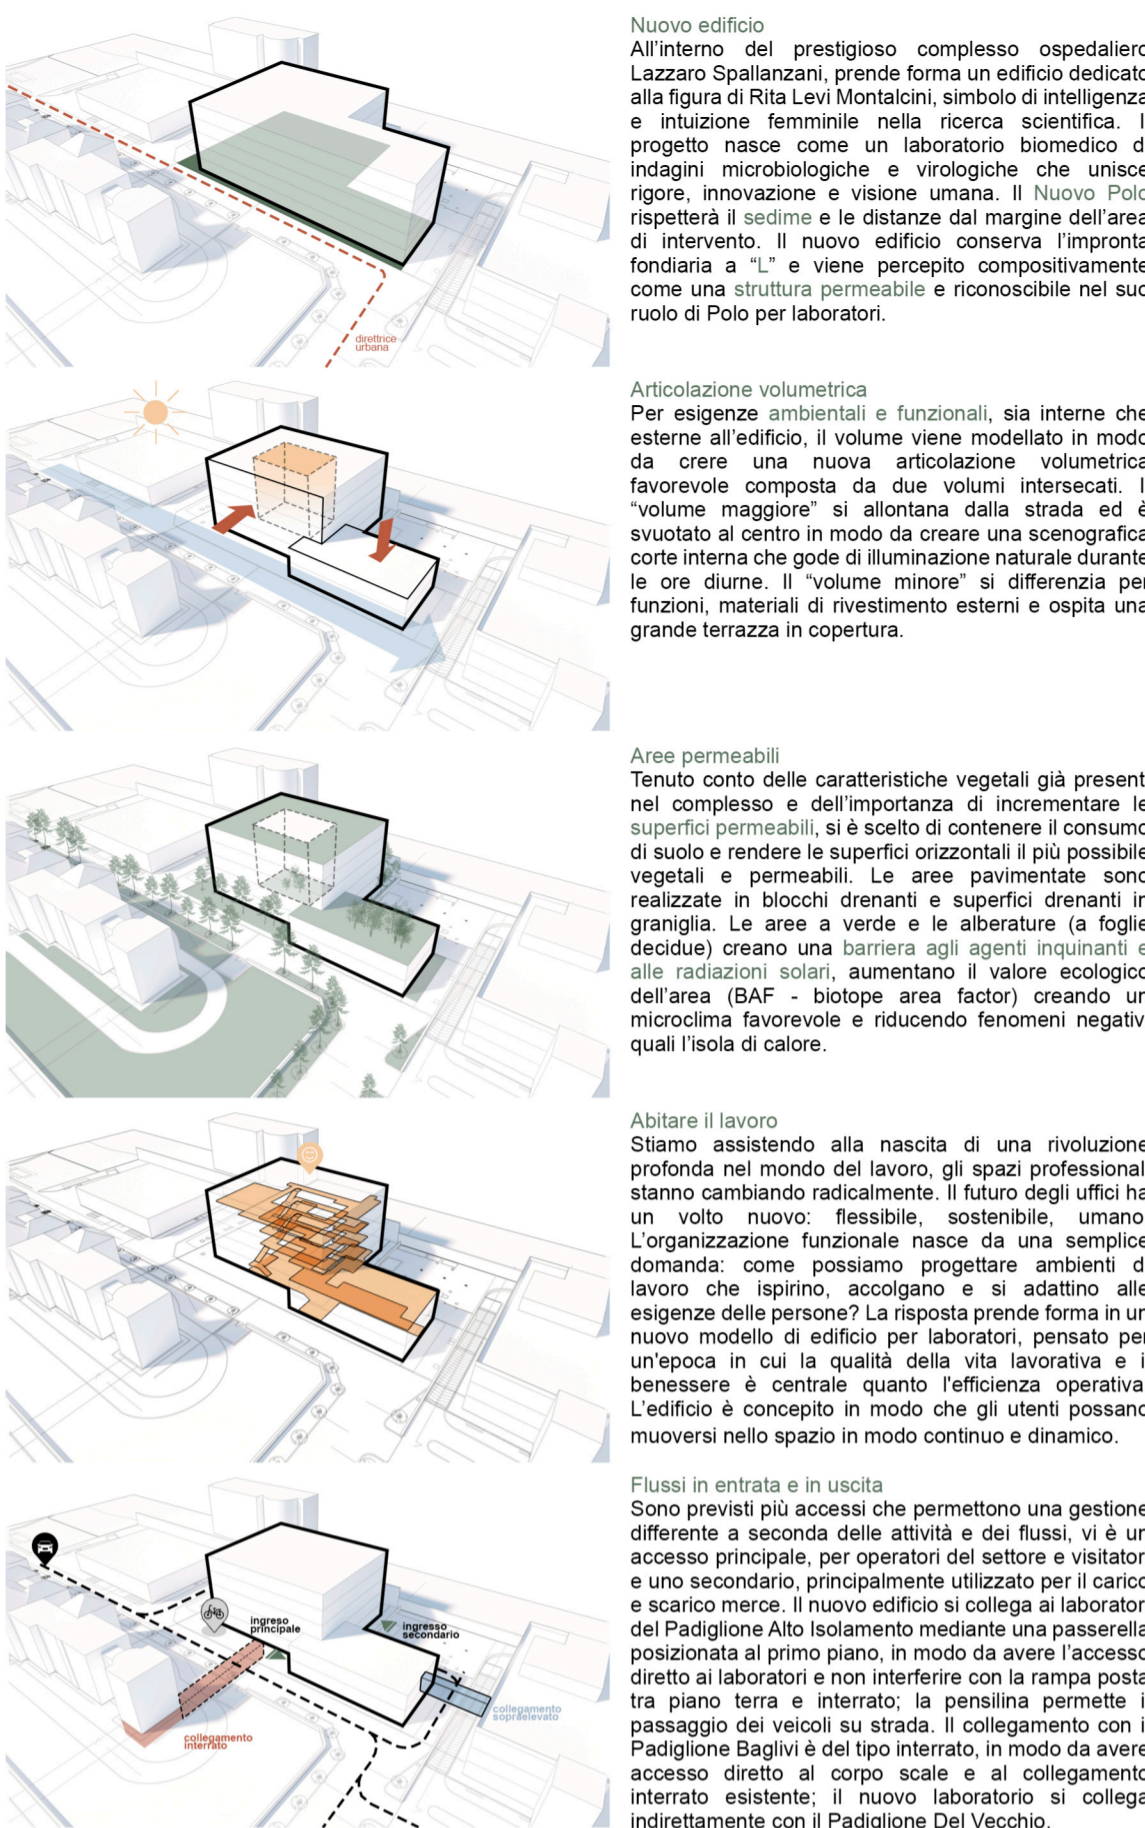 Nuovo edificio
All'interno del prestigioso complesso ospedaliero
Lazzaro Spallanzani, prende forma un edificio dedicato
alla figura di Rita Levi Montalcini, simbolo di intelligenza
e intuizione femminile nella ricerca scientifica. I
progetto nasce come un laboratorio biomedico d
indagini microbiologiche e virologiche che unisce
rigore, innovazione e visione umana. Il Nuovo Polo
rispetterà il sedime e le distanze dal margine dell'area
di intervento. Il nuovo edificio conserva l'impronta
fondiaria a “L” e viene percepito compositivamente
come una struttura permeabile e riconoscibile nel suo
ruolo di Polo per laboratori.
direttrice
urbana
Articolazione volumetrica
Per esigenze ambientali e funzionali, sia interne che
esterne all'edificio, il volume viene modellato in modo
da crere una nuova articolazione volumetrica
favorevole composta da due volumi intersecati. I
“volume maggiore” si allontana dalla strada ed è
svuotato al centro in modo da creare una scenografica
corte interna che gode di illuminazione naturale durante
le ore diurne. Il “volume minore” si differenzia per
funzioni, materiali di rivestimento esterni e ospita una
grande terrazza in copertura.
Aree permeabili
Tenuto conto delle caratteristiche vegetali già present
nel complesso e dell'importanza di incrementare le
superfici permeabili, si è scelto di contenere il consumo
di suolo e rendere le superfici orizzontali il più possibile
vegetali e permeabili. Le aree pavimentate sono
realizzate in blocchi drenanti e superfici drenanti in
graniglia. Le aree a verde e le alberature (a foglie
decidue) creano una barriera agli agenti inquinanti e
alle radiazioni solari, aumentano il valore ecologico
dell'area (BAF - biotope area factor) creando un
microclima favorevole e riducendo fenomeni negativ
quali l'isola di calore.
Abitare il lavoro
Stiamo assistendo alla nascita di una rivoluzione
profonda nel mondo del lavoro, gli spazi professional
stanno cambiando radicalmente. Il futuro degli uffici ha
un volto nuovo: flessibile, sostenibile, umano
L'organizzazione funzionale nasce da una semplice
domanda: come possiamo progettare ambienti d
lavoro che ispirino, accolgano e si adattino alle
esigenze delle persone? La risposta prende forma in un
nuovo modello di edificio per laboratori, pensato per
un'epoca in cui la qualità della vita lavorativa e i
benessere è centrale quanto l'efficienza operativa
L'edificio è concepito in modo che gli utenti possano
muoversi nello spazio in modo continuo e dinamico.
Flussi in entrata e in uscita
Sono previsti più accessi che permettono una gestione
differente a seconda delle attività e dei flussi, vi è un
accesso principale, per operatori del settore e visitator
e uno secondario, principalmente utilizzato per il carico
e scarico merce. Il nuovo edificio si collega ai laborator
del Padiglione Alto Isolamento mediante una passerella
posizionata al primo piano, in modo da avere l'accesso
diretto ai laboratori e non interferire con la rampa posta
tra piano terra e interrato; la pensilina permette i
passaggio dei veicoli su strada. Il collegamento con i
Padiglione Baglivi è del tipo interrato, in modo da avere
accesso diretto al corpo scale e al collegamento
interrato esistente; il nuovo laboratorio si collega
indirettamente con il Padiglione Del Vecchio.
ingreso
principale
ingresso
secondario
collegamento
sopraelevato
collegamento
interrato